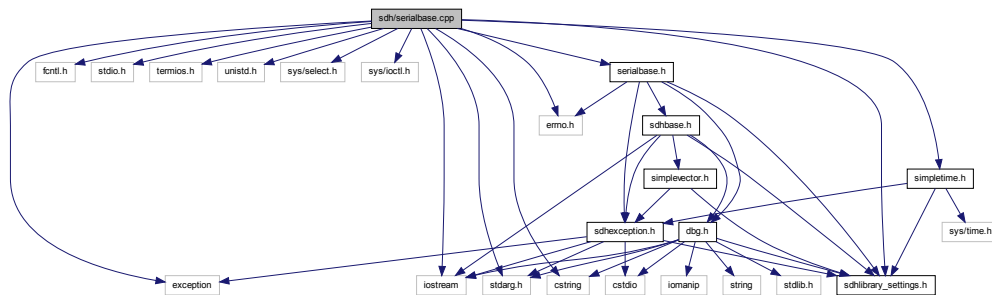 sdh/serialbase.cpp
fcntl.h
stdio.h
termios.h
unistd.h
sys/select.h
sys/ioctl.h
serialbase.h
errno.h
sdhbase.h
simplevector.h
simpletime.h
sdhexception.h
dbg.h
sys/time.h
exception
iostream
stdarg.h
cstring
cstdio
iomanip
string
stdlib.h
sdhlibrary_settings.h